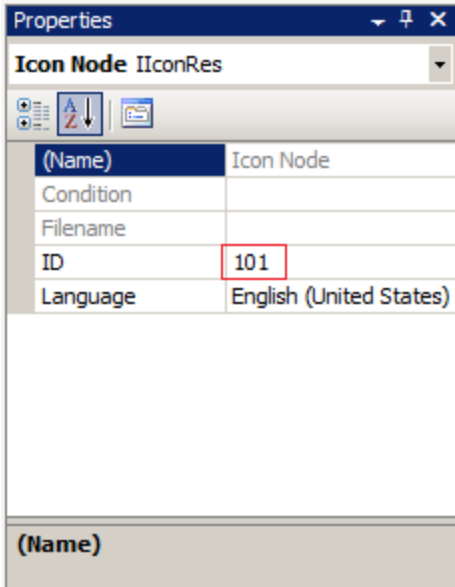 Properties
Icon Node IIconRes
(Name) Icon Node
Condition
Filename
ID 101
Language English (United States)
(Name)